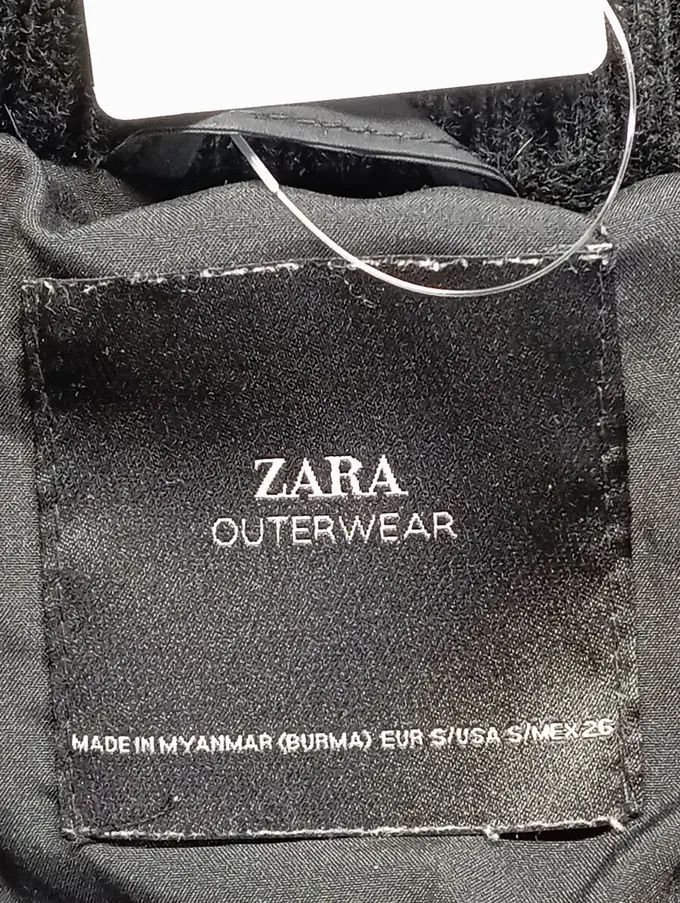 ZARA
OUTERWEAR
MADE IN MYANMAR (BURMA) EUR S/USA S/MEX 26